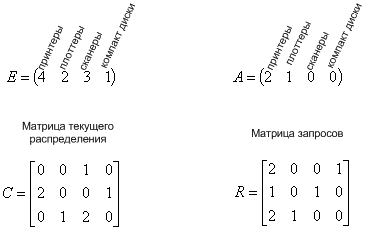 принтеры плоттеры сканеры компакт диски
E = (4 2 3 1)
принтеры плоттеры сканеры компакт диски
A = (2 1 0 0)
Матрица текущего
распределения
C = [0 0 1 0
2 0 0 1
0 1 2 0]
Матрица запросов
R = [2 0 0 1
1 0 1 0
2 1 0 0]